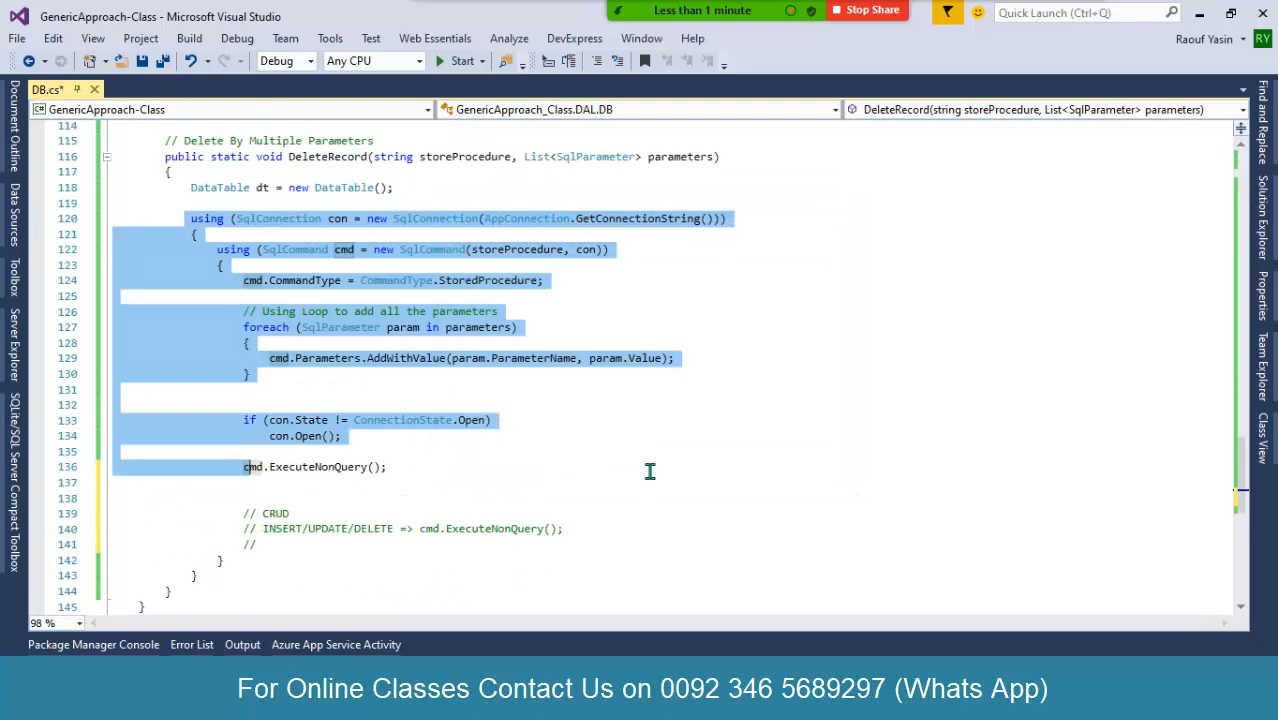 GenericApproach-Class - Microsoft Visual Studio
Less than 1 minute
Stop Share
Quick Launch (Ctrl+Q)
File Edit View Project Build Debug Team Tools Test Web Essentials Analyze DevExpress Window Help
Raouf Yasin
RY
Debug Any CPU Start
DB.cs*
GenericApproach-Class
GenericApproach_Class.DAL.DB
DeleteRecord(string storeProcedure, List<SqlParameter> parameters)
114
115 // Delete By Multiple Parameters
116 public static void DeleteRecord(string storeProcedure, List<SqlParameter> parameters)
117 {
118 DataTable dt = new DataTable();
119
120 using (SqlConnection con = new SqlConnection(AppConnection.GetConnectionString()))
121 {
122 using (SqlCommand cmd = new SqlCommand(storeProcedure, con))
123 {
124 cmd.CommandType = CommandType.StoredProcedure;
125
126 // Using Loop to add all the parameters
127 foreach (SqlParameter param in parameters)
128 {
129 cmd.Parameters.AddWithValue(param.ParameterName, param.Value);
130 }
131
132
133 if (con.State != ConnectionState.Open)
134 con.Open();
135
136 cmd.ExecuteNonQuery();
137
138
139 // CRUD
140 // INSERT/UPDATE/DELETE => cmd.ExecuteNonQuery();
141 //
142 }
143 }
144 }
145 }
98 %
Document Outline
Data Sources
Toolbox
Server Explorer
SQLite/SQL Server Compact Toolbox
Find and Replace
Solution Explorer
Properties
Team Explorer
Class View
Package Manager Console Error List Output Azure App Service Activity
For Online Classes Contact Us on 0092 346 5689297 (Whats App)